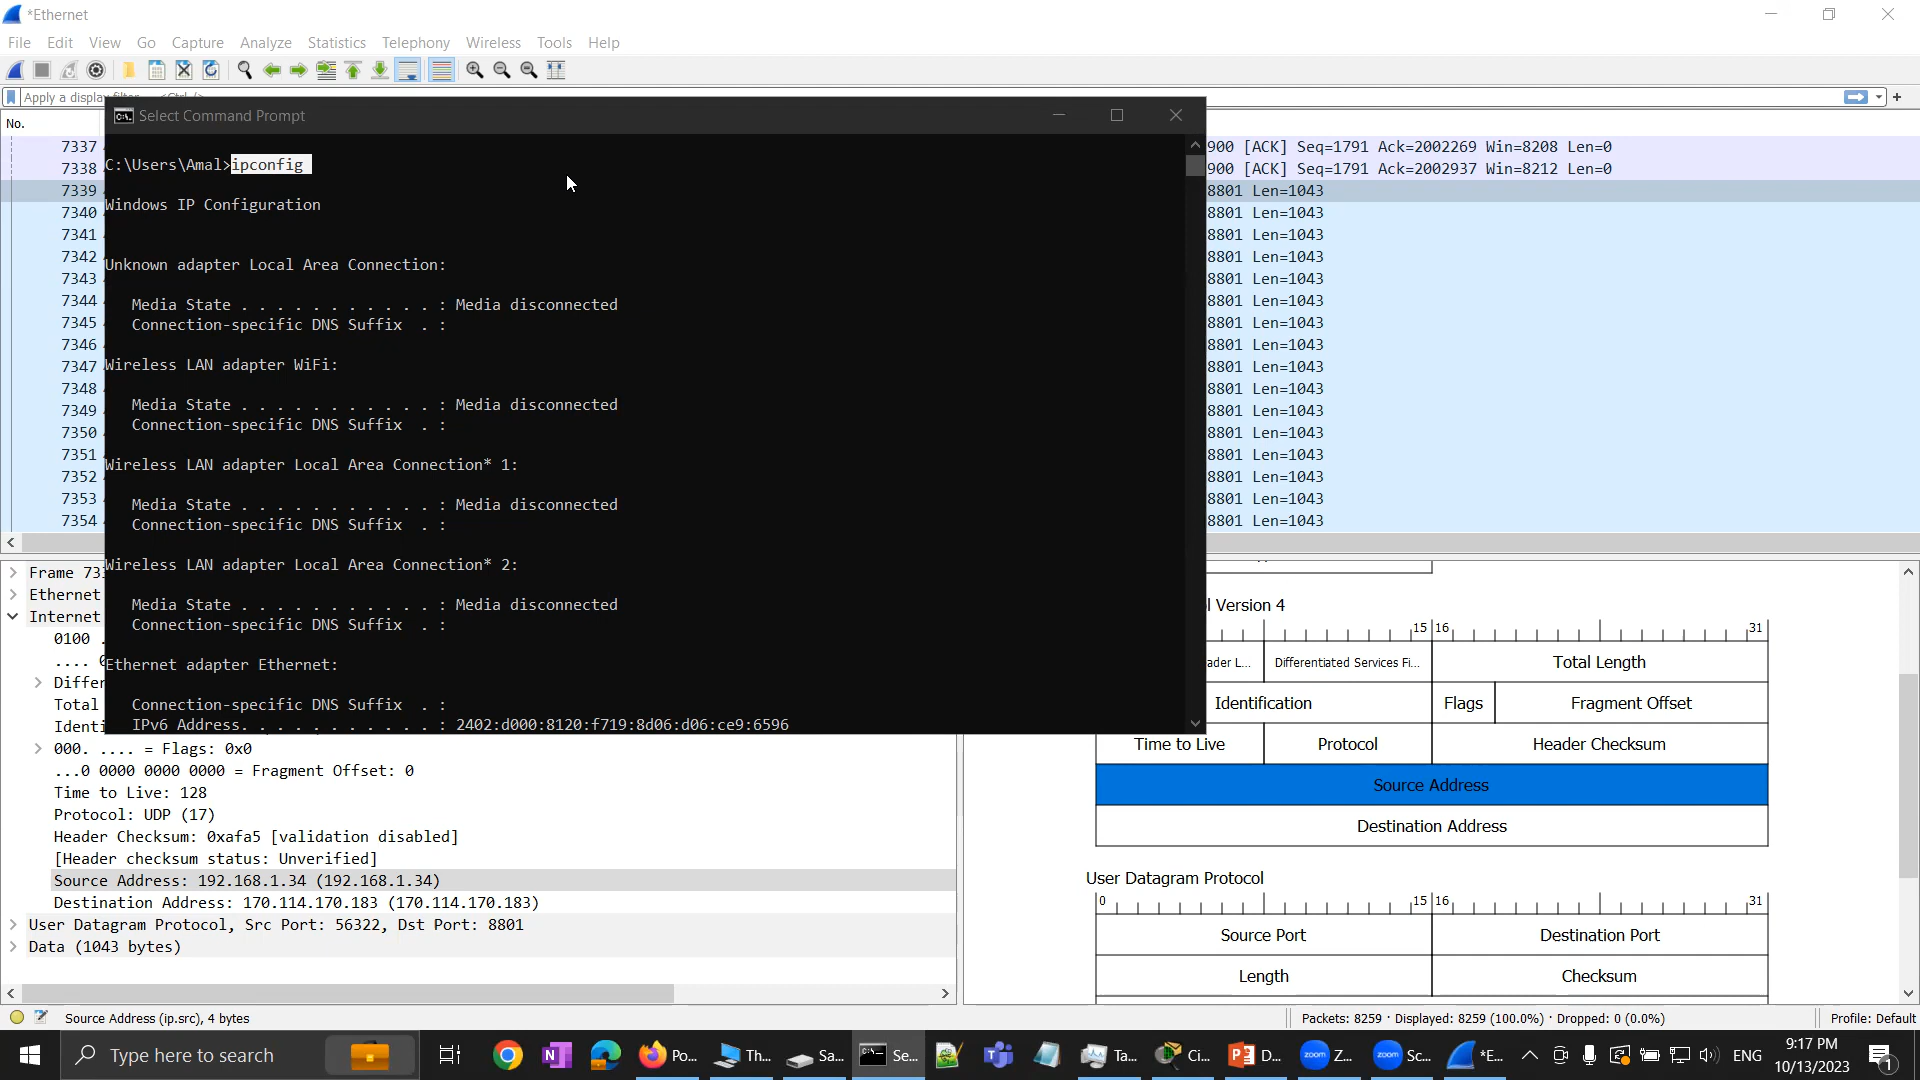 *Ethernet
File Edit View Go Capture Analyze Statistics Telephony Wireless Tools Help
Apply a display
No.
Select Command Prompt
C:\Users\Amal>ipconfig
Windows IP Configuration
Unknown adapter Local Area Connection:
Media State . . . . . . . . . . . : Media disconnected
Connection-specific DNS Suffix . :
Wireless LAN adapter WiFi:
Media State . . . . . . . . . . . : Media disconnected
Connection-specific DNS Suffix . :
Wireless LAN adapter Local Area Connection* 1:
Media State . . . . . . . . . . . : Media disconnected
Connection-specific DNS Suffix . :
Wireless LAN adapter Local Area Connection* 2:
Media State . . . . . . . . . . . : Media disconnected
Connection-specific DNS Suffix . :
Ethernet adapter Ethernet:
Connection-specific DNS Suffix . :
IPv6 Address. . . . . . . . . . . : 2402:d000:8120:f719:8d06:d06:ce9:6596
7337 900 [ACK] Seq=1791 Ack=2002269 Win=8208 Len=0
7338 900 [ACK] Seq=1791 Ack=2002937 Win=8212 Len=0
7339 8801 Len=1043
7340 8801 Len=1043
7341 8801 Len=1043
7342 8801 Len=1043
7343 8801 Len=1043
7344 8801 Len=1043
7345 8801 Len=1043
7346 8801 Len=1043
7347 8801 Len=1043
7348 8801 Len=1043
7349 8801 Len=1043
7350 8801 Len=1043
7351 8801 Len=1043
7352 8801 Len=1043
7353 8801 Len=1043
7354 8801 Len=1043
Frame 73
Ethernet
Internet
0100 .
.... 0
Differ
Total
Identi
000. .... = Flags: 0x0
...0 0000 0000 0000 = Fragment Offset: 0
Time to Live: 128
Protocol: UDP (17)
Header Checksum: 0xafa5 [validation disabled]
[Header checksum status: Unverified]
Source Address: 192.168.1.34 (192.168.1.34)
Destination Address: 170.114.170.183 (170.114.170.183)
User Datagram Protocol, Src Port: 56322, Dst Port: 8801
Data (1043 bytes)
l Version 4
15 16 31
ader L... Differentiated Services Fi... Total Length
Identification Flags Fragment Offset
Time to Live Protocol Header Checksum
Source Address
Destination Address
User Datagram Protocol
0 15 16 31
Source Port Destination Port
Length Checksum
Source Address (ip.src), 4 bytes
Packets: 8259 · Displayed: 8259 (100.0%) · Dropped: 0 (0.0%)
Profile: Default
Type here to search
Po... Th... Sa... Se... Ta... Ci... D... Z... Sc... *E...
zoom zoom
ENG
9:17 PM
10/13/2023
1